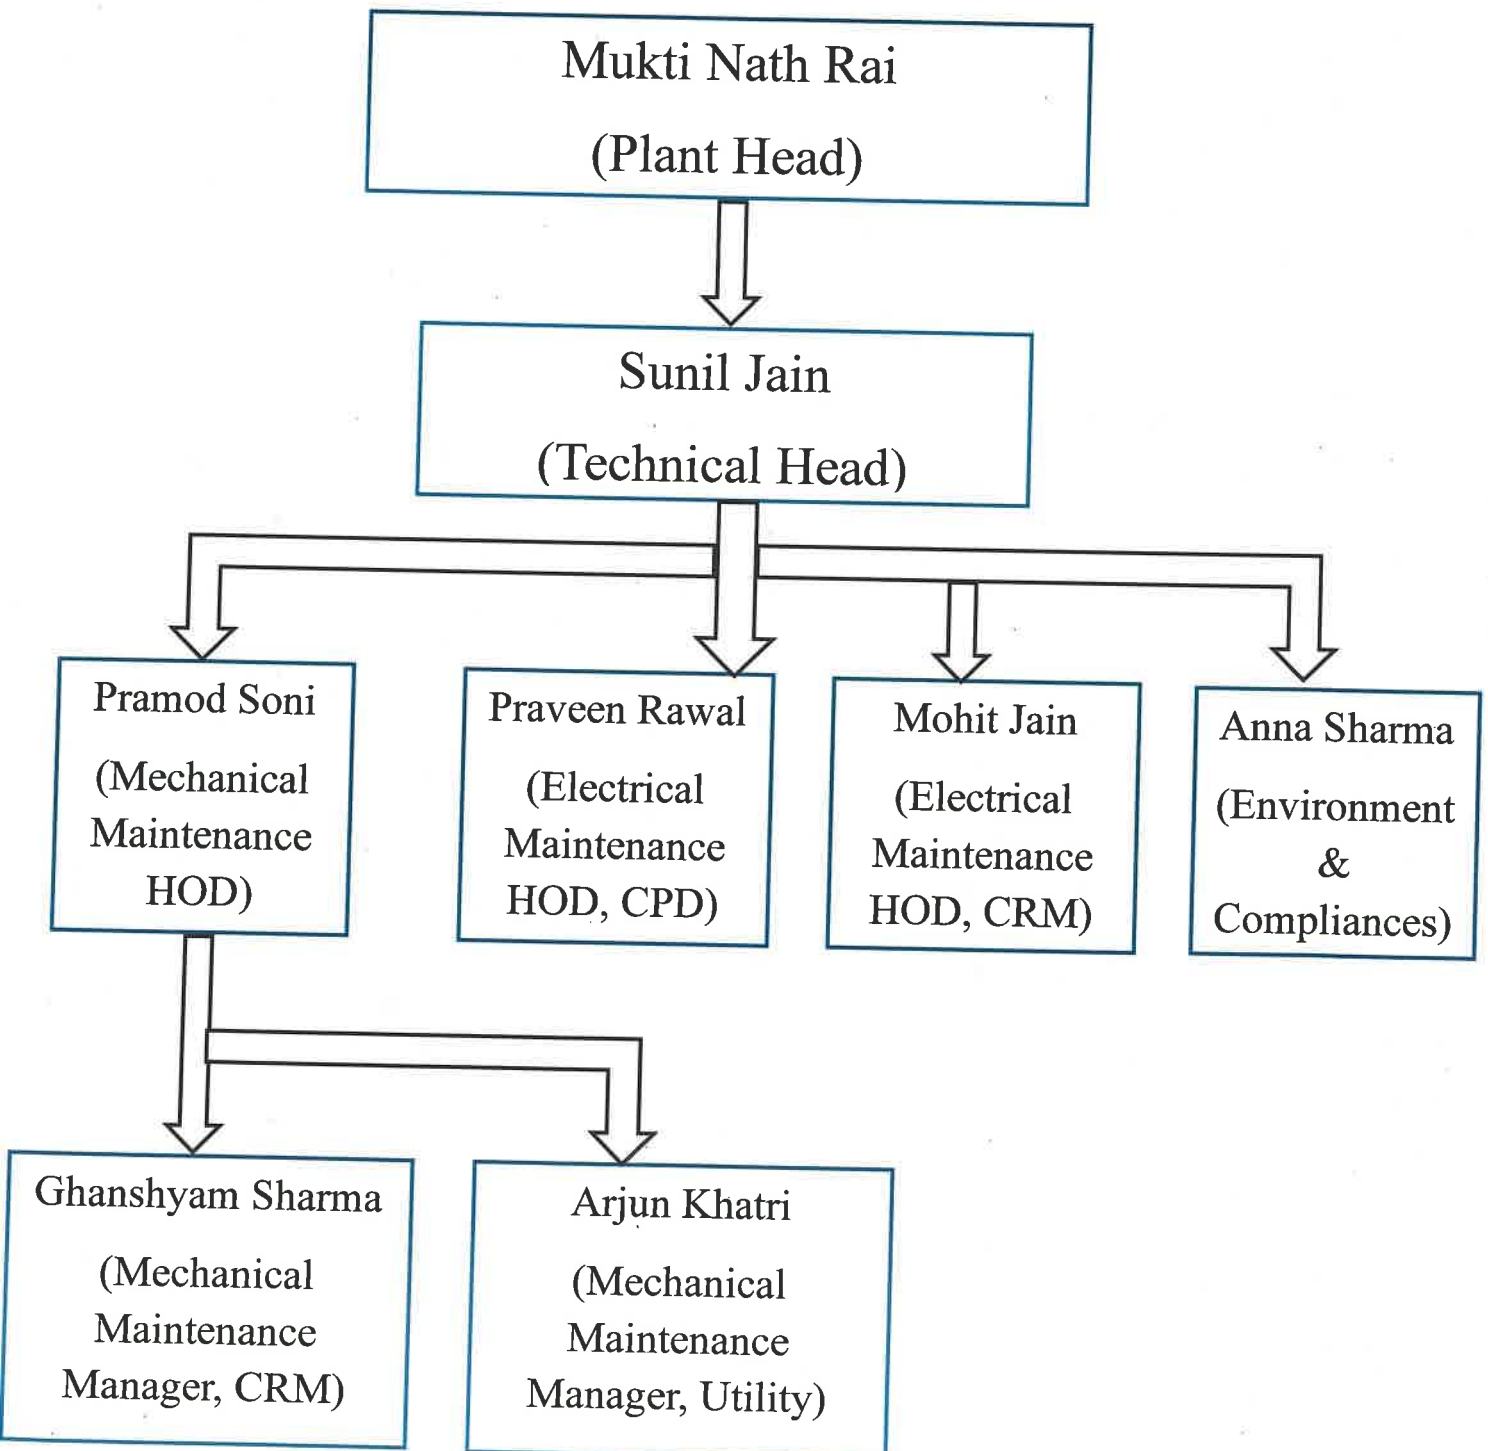 Mukti Nath Rai
(Plant Head)
Sunil Jain
(Technical Head)
Pramod Soni
(Mechanical
Maintenance
HOD)
Praveen Rawal
(Electrical
Maintenance
HOD, CPD)
Mohit Jain
(Electrical
Maintenance
HOD, CRM)
Anna Sharma
(Environment
&
Compliances)
Ghanshyam Sharma
(Mechanical
Maintenance
Manager, CRM)
Arjun Khatri
(Mechanical
Maintenance
Manager, Utility)